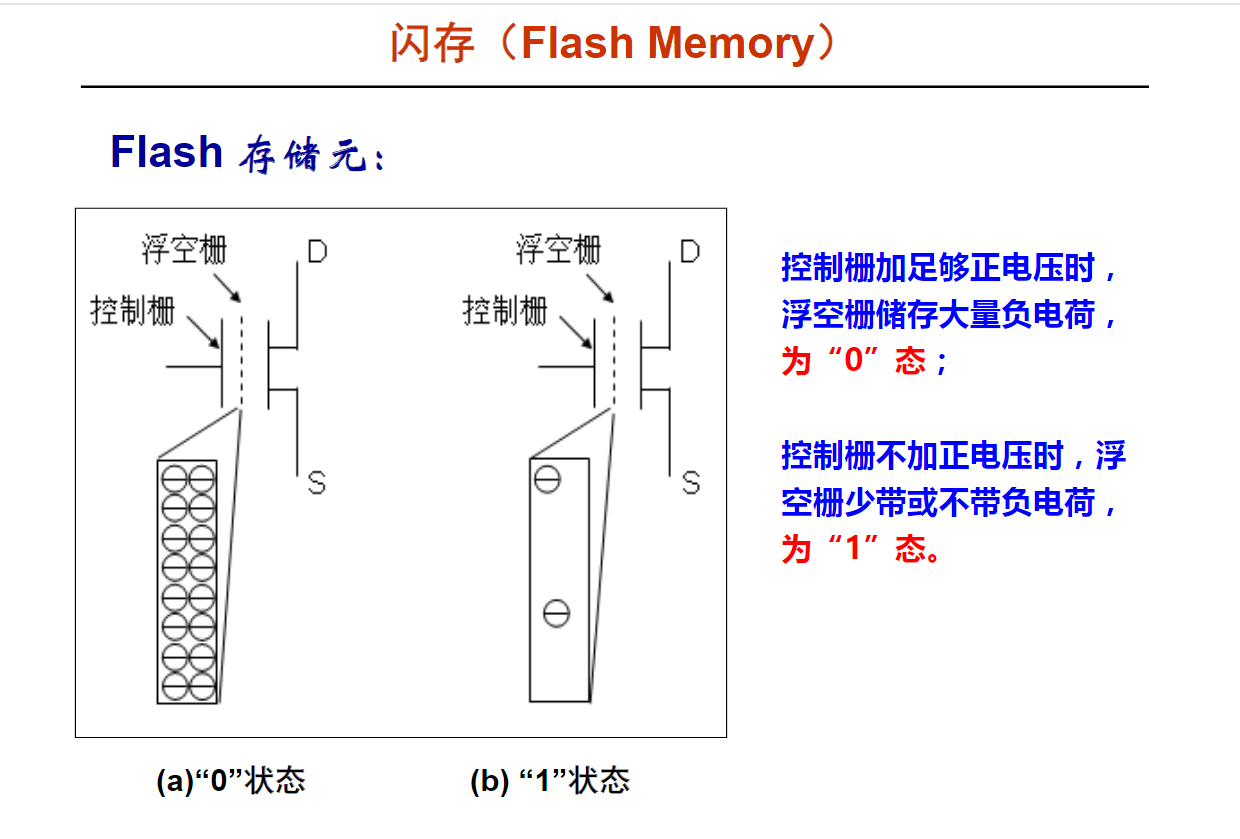 闪存（Flash Memory）
Flash 存储元：
浮空栅
D
控制栅
S
浮空栅
D
控制栅
S
(a)“0”状态
(b) “1”状态
控制栅加足够正电压时，
浮空栅储存大量负电荷，
为“0”态；
控制栅不加正电压时，浮
空栅少带或不带负电荷，
为“1”态。